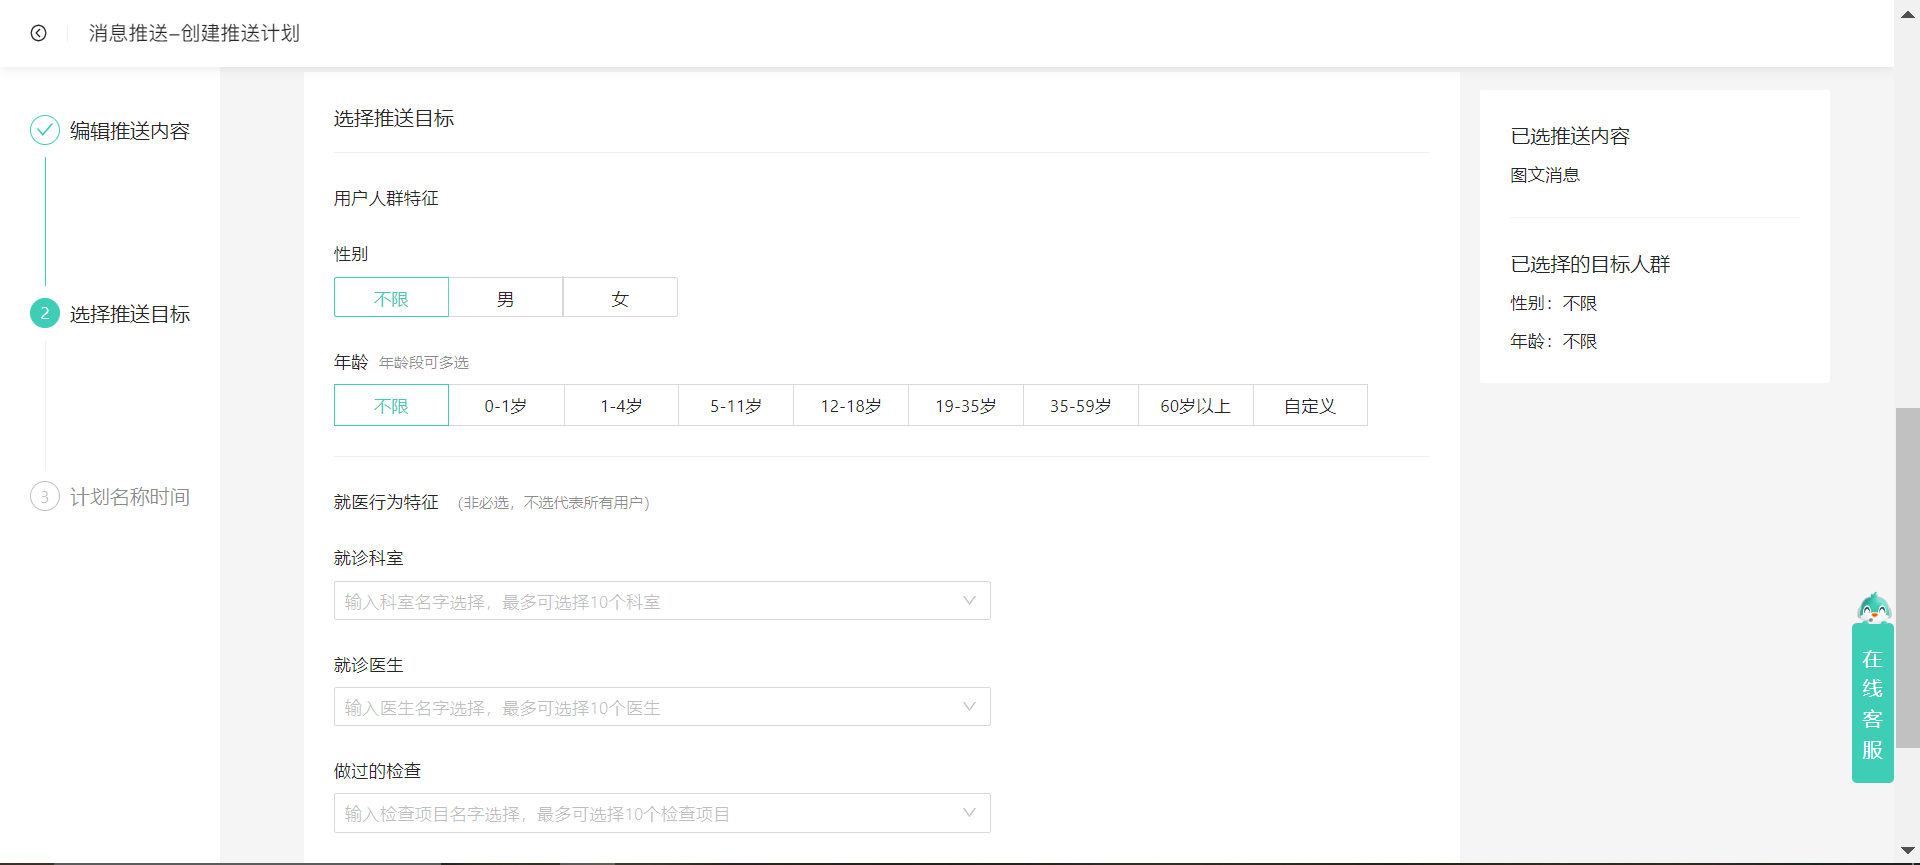 消息推送–创建推送计划
编辑推送内容
2 选择推送目标
3 计划名称时间
选择推送目标
用户人群特征
性别
不限 男 女
年龄 年龄段可多选
不限 0-1岁 1-4岁 5-11岁 12-18岁 19-35岁 35-59岁 60岁以上 自定义
就医行为特征 (非必选，不选代表所有用户)
就诊科室
输入科室名字选择，最多可选择10个科室
就诊医生
输入医生名字选择，最多可选择10个医生
做过的检查
输入检查项目名字选择，最多可选择10个检查项目
已选推送内容
图文消息
已选择的目标人群
性别：不限
年龄：不限
在线客服